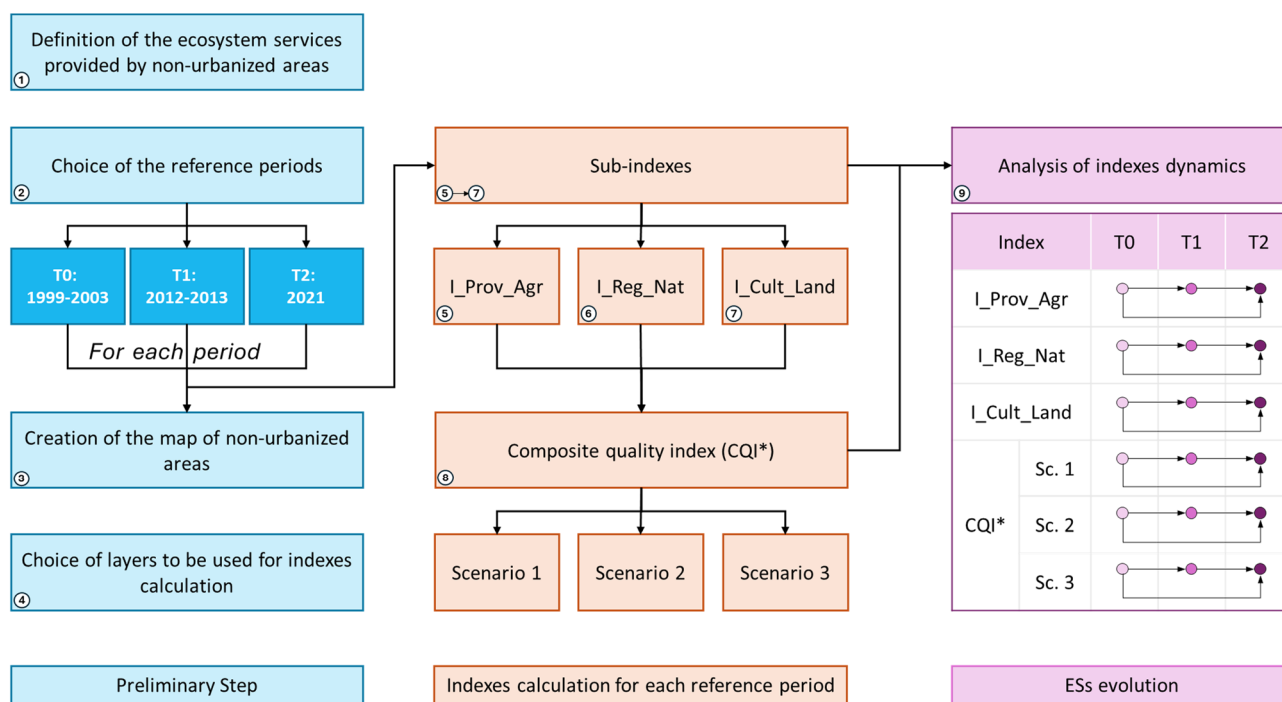 Definition of the ecosystem services
provided by non-urbanized areas
1
Choice of the reference periods
2
T0:
1999-2003
T1:
2012-2013
T2:
2021
For each period
Creation of the map of non-urbanized
areas
3
Choice of layers to be used for indexes
calculation
4
Preliminary Step
Sub-indexes
5 7
I_Prov_Agr
5
I_Reg_Nat
6
I_Cult_Land
7
Composite quality index (CQI*)
8
Scenario 1
Scenario 2
Scenario 3
Indexes calculation for each reference period
Analysis of indexes dynamics
9
Index T0 T1 T2
I_Prov_Agr
I_Reg_Nat
I_Cult_Land
CQI*
Sc. 1
Sc. 2
Sc. 3
ESs evolution